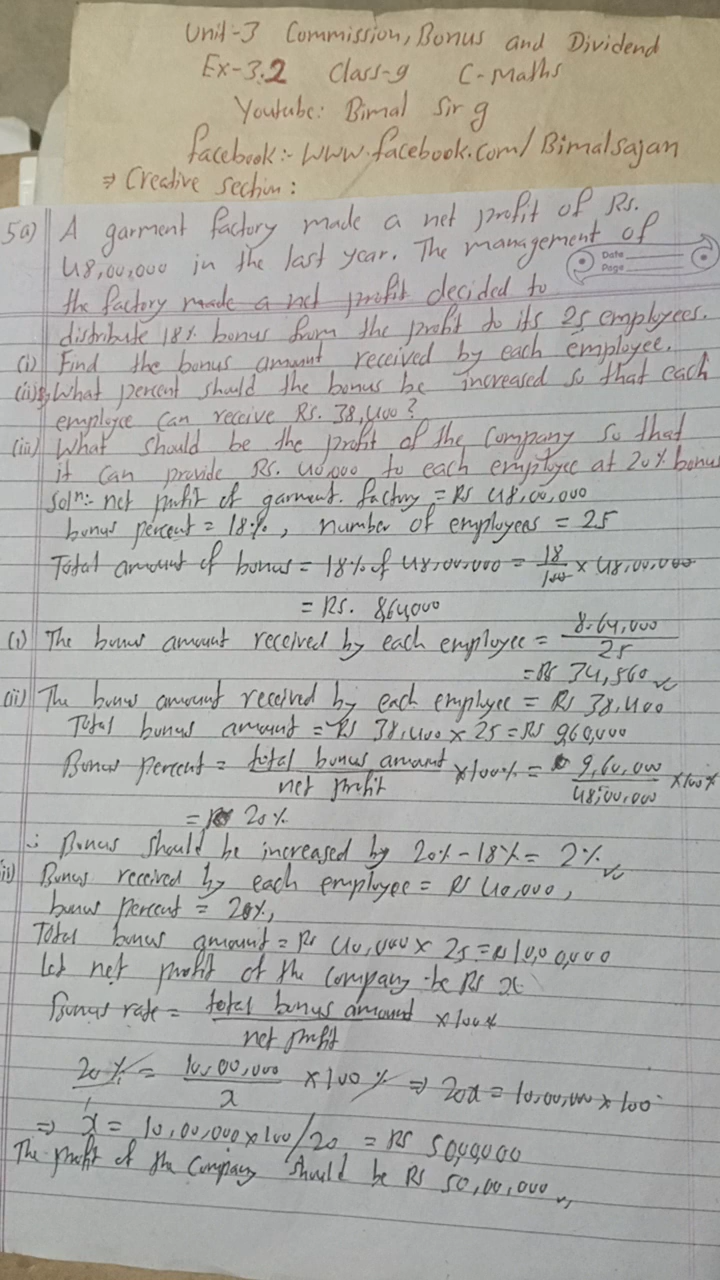 Unit-3 Commission, Bonus and Dividend
Ex-3.2 Class-9 C-Maths
Youtube: Bimal Sir g
facebook:- www.facebook.com/Bimalsajan
⇒ Creative section:
5a) A garment factory made a net profit of Rs.
48,00,000 in the last year. The management of
Date
Page
the factory made a net profit decided to
distribute 18% bonus from the profit to its 25 employees.
(i) Find the bonus amount received by each employee.
(ii) What percent should the bonus be increased so that each
employee can receive Rs. 38,400?
(iii) What should be the profit of the company so that
it can provide Rs. 40,000 to each employee at 20% bonus
Solⁿ:- net profit of garment factory = Rs 48,00,000
bonus percent = 18%, number of employees = 25
Total amount of bonus = 18% of 48,00,000 = 18/100 × 48,00,000
= Rs. 864,000
(i) The bonus amount received by each employee = 8,64,000/25
= Rs 34,560
(ii) The bonus amount received by each employee = Rs 38,400
Total bonus amount = Rs 38,400 × 25 = Rs 960,000
Bonus Percent = total bonus amount/net profit × 100% = 9,60,000/48,00,000 × 100%
= 20%
∴ Bonus should be increased by 20% - 18% = 2%
Bonus received by each employee = Rs 40,000,
bonus percent = 20%,
Total bonus amount = Rs 40,000 × 25 = Rs 10,00,000
Let net profit of the company be Rs x
Bonus rate = total bonus amount/net profit × 100%
20%/1 = 10,00,000/x × 100% ⇒ 20x = 10,00,000 × 100
⇒ x = 10,00,000×100/20 = Rs 50,00,000
The profit of the company should be Rs 50,00,000